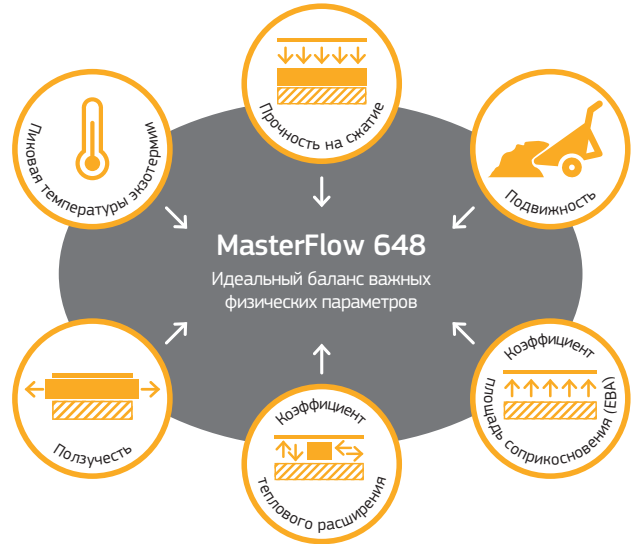 Прочность на сжатие
Пиковая температуры экзотермии
Подвижность
MasterFlow 648
Идеальный баланс важных
физических параметров
Ползучесть
Коэффициент
теплового расширения
Коэффициент
площадь соприкосновения (EBA)